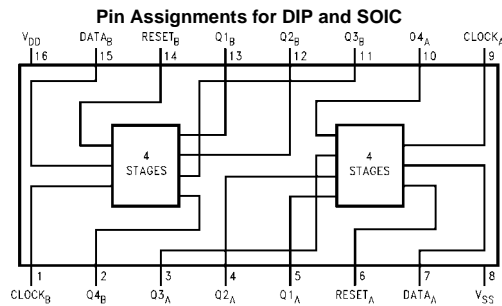 Pin Assignments for DIP and SOIC
VDD DATAB RESETB Q1B Q2B Q3B Q4A CLOCKA
16 15 14 13 12 11 10 9
4 4
STAGES STAGES
1 2 3 4 5 6 7 8
CLOCKB Q4B Q3A Q2A Q1A RESETA DATAA VSS